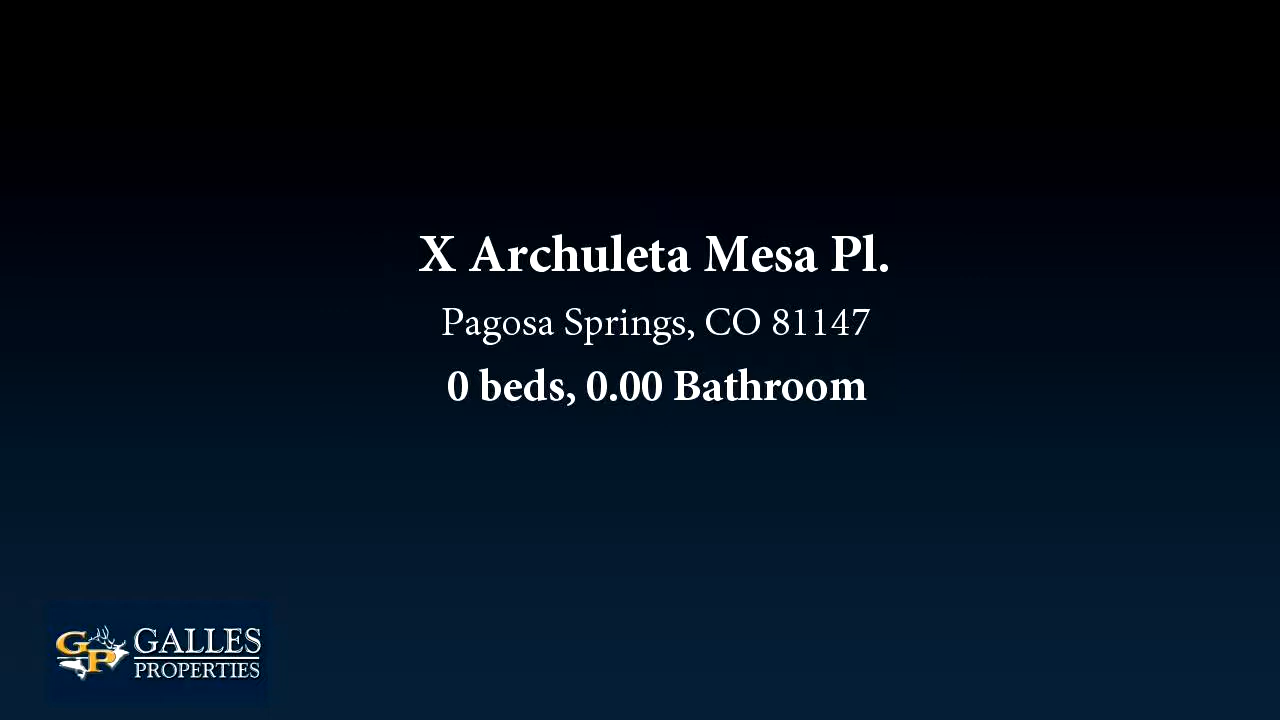 X Archuleta Mesa Pl.
Pagosa Springs, CO 81147
0 beds, 0.00 Bathroom
GP GALLES
PROPERTIES